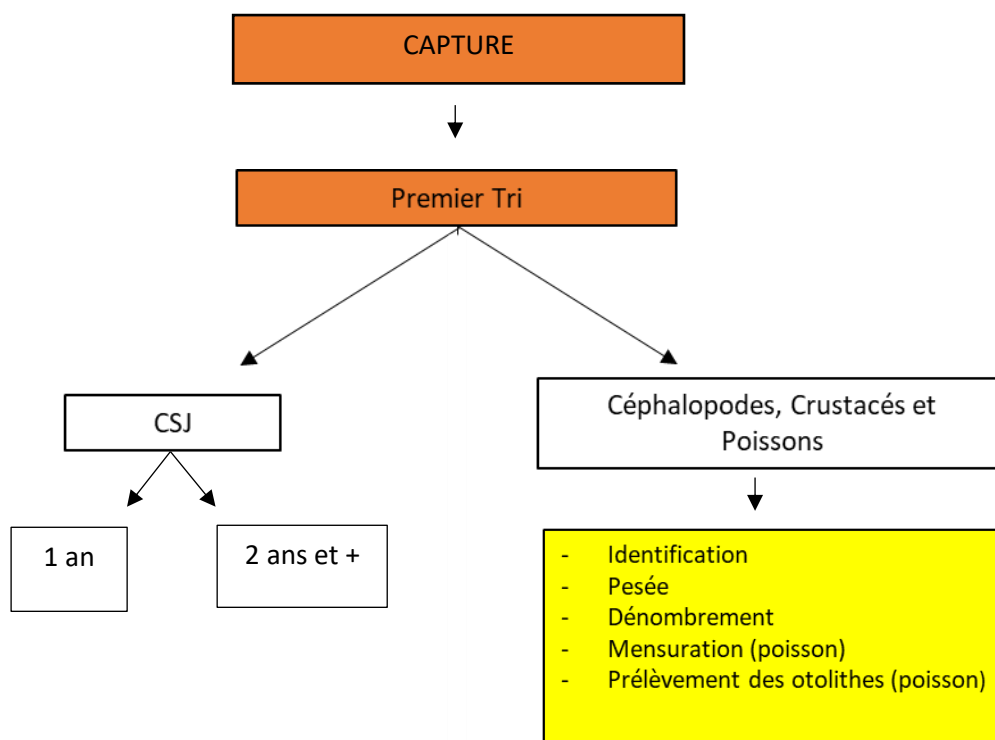 CAPTURE
Premier Tri
CSJ
Céphalopodes, Crustacés et
Poissons
1 an
2 ans et +
- Identification
- Pesée
- Dénombrement
- Mensuration (poisson)
- Prélèvement des otolithes (poisson)